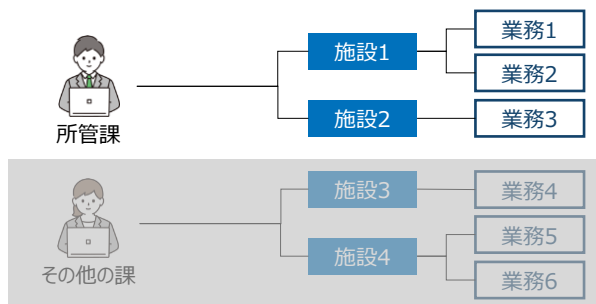 施設1
業務1
業務2
施設2
業務3
所管課
施設3
業務4
施設4
業務5
業務6
その他の課